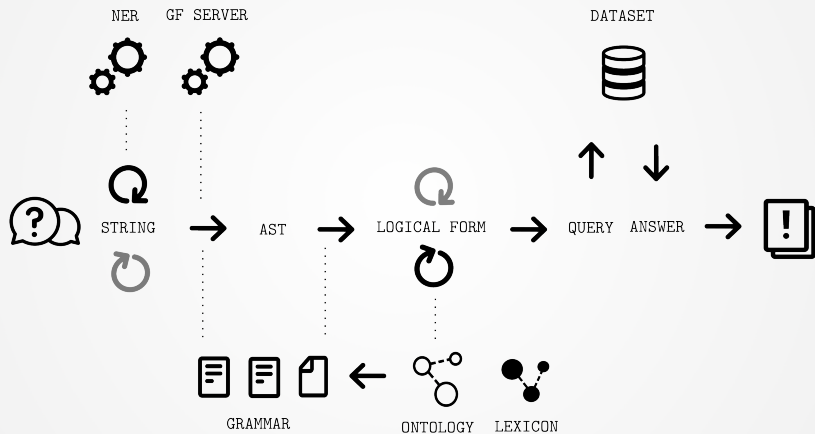 NER GF SERVER DATASET
?
STRING AST LOGICAL FORM QUERY ANSWER !
GRAMMAR ONTOLOGY LEXICON